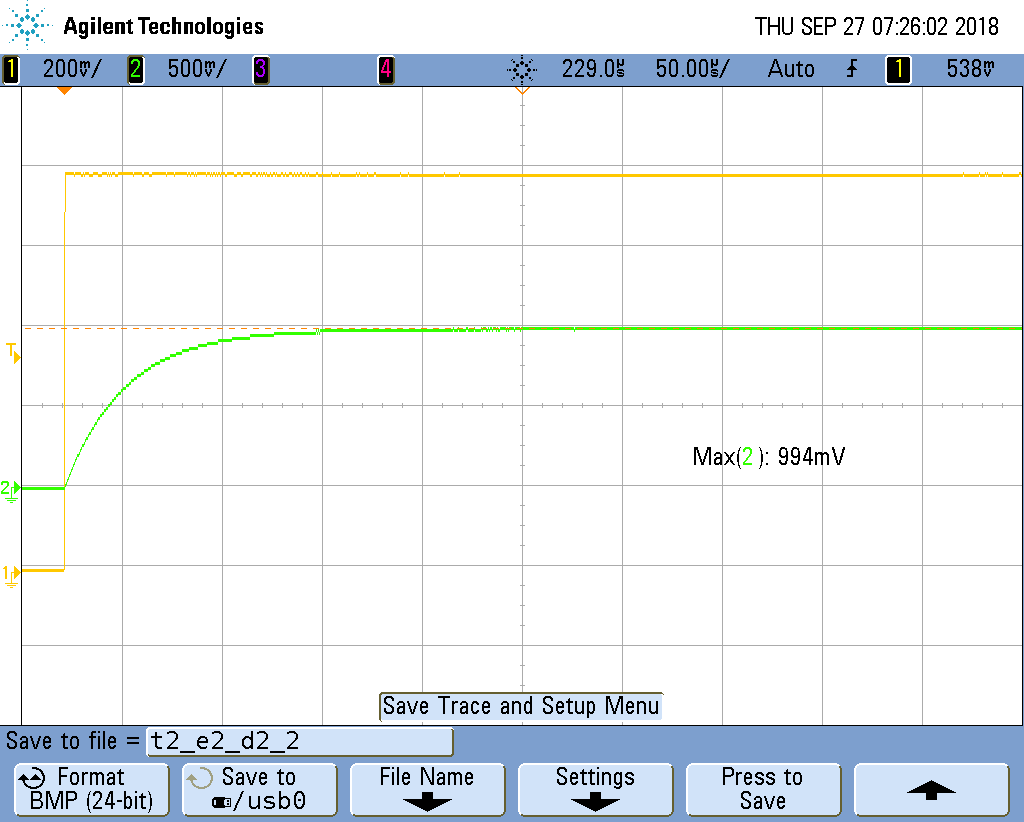 Agilent Technologies THU SEP 27 07:26:02 2018
1 200mV/ 2 500mV/ 3 4 229.0µs 50.00µs/ Auto 1 538mV
T
Max(2): 994mV
2
1
Save Trace and Setup Menu
Save to file = t2_e2_d2_2
Format Save to File Name Settings Press to
BMP (24-bit) /usb0 Save